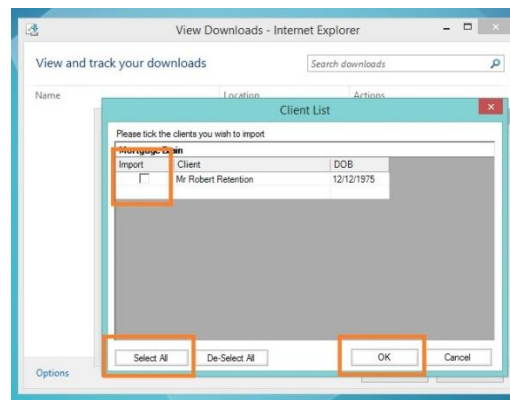 View Downloads - Internet Explorer
View and track your downloads
Search downloads
Name Location Actions
Client List
Please tick the clients you wish to import
Mortgage Brain
Import Client DOB
Mr Robert Retention 12/12/1975
Select All De-Select All OK Cancel
Options